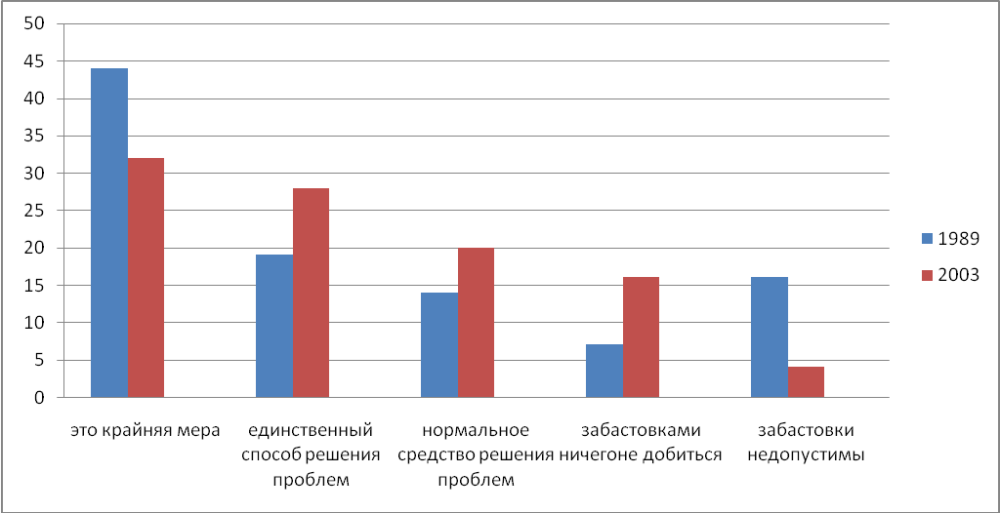 50
45
40
35
30
25
20
15
10
5
0
1989
2003
это крайняя мера
единственный
способ решения
проблем
нормальное
средство решения
проблем
забастовками
ничегоне добиться
забастовки
недопустимы